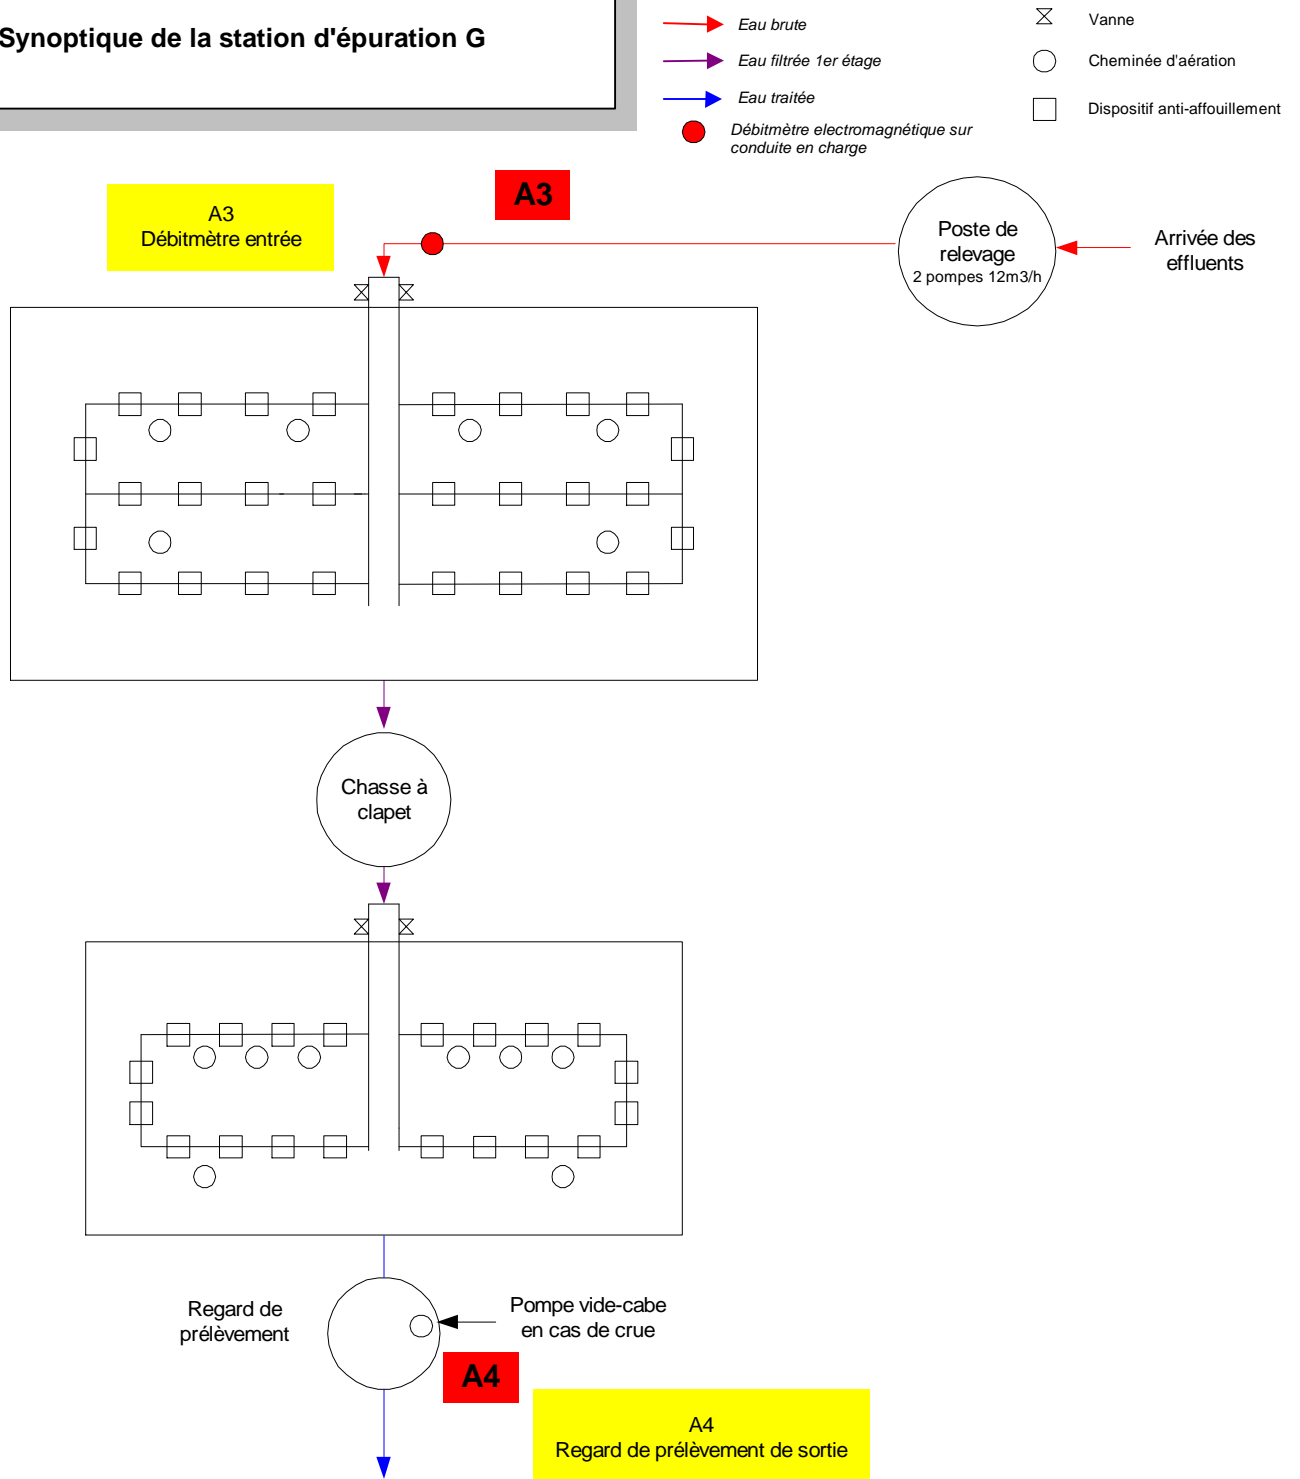 Synoptique de la station d'épuration G
Eau brute
Eau filtrée 1er étage
Eau traitée
Débitmètre electromagnétique sur
conduite en charge
Vanne
Cheminée d'aération
Dispositif anti-affouillement
A3
Débitmètre entrée
A3
Poste de
relevage
2 pompes 12m3/h
Arrivée des
effluents
Chasse à
clapet
Regard de
prélèvement
Pompe vide-cabe
en cas de crue
A4
A4
Regard de prélèvement de sortie